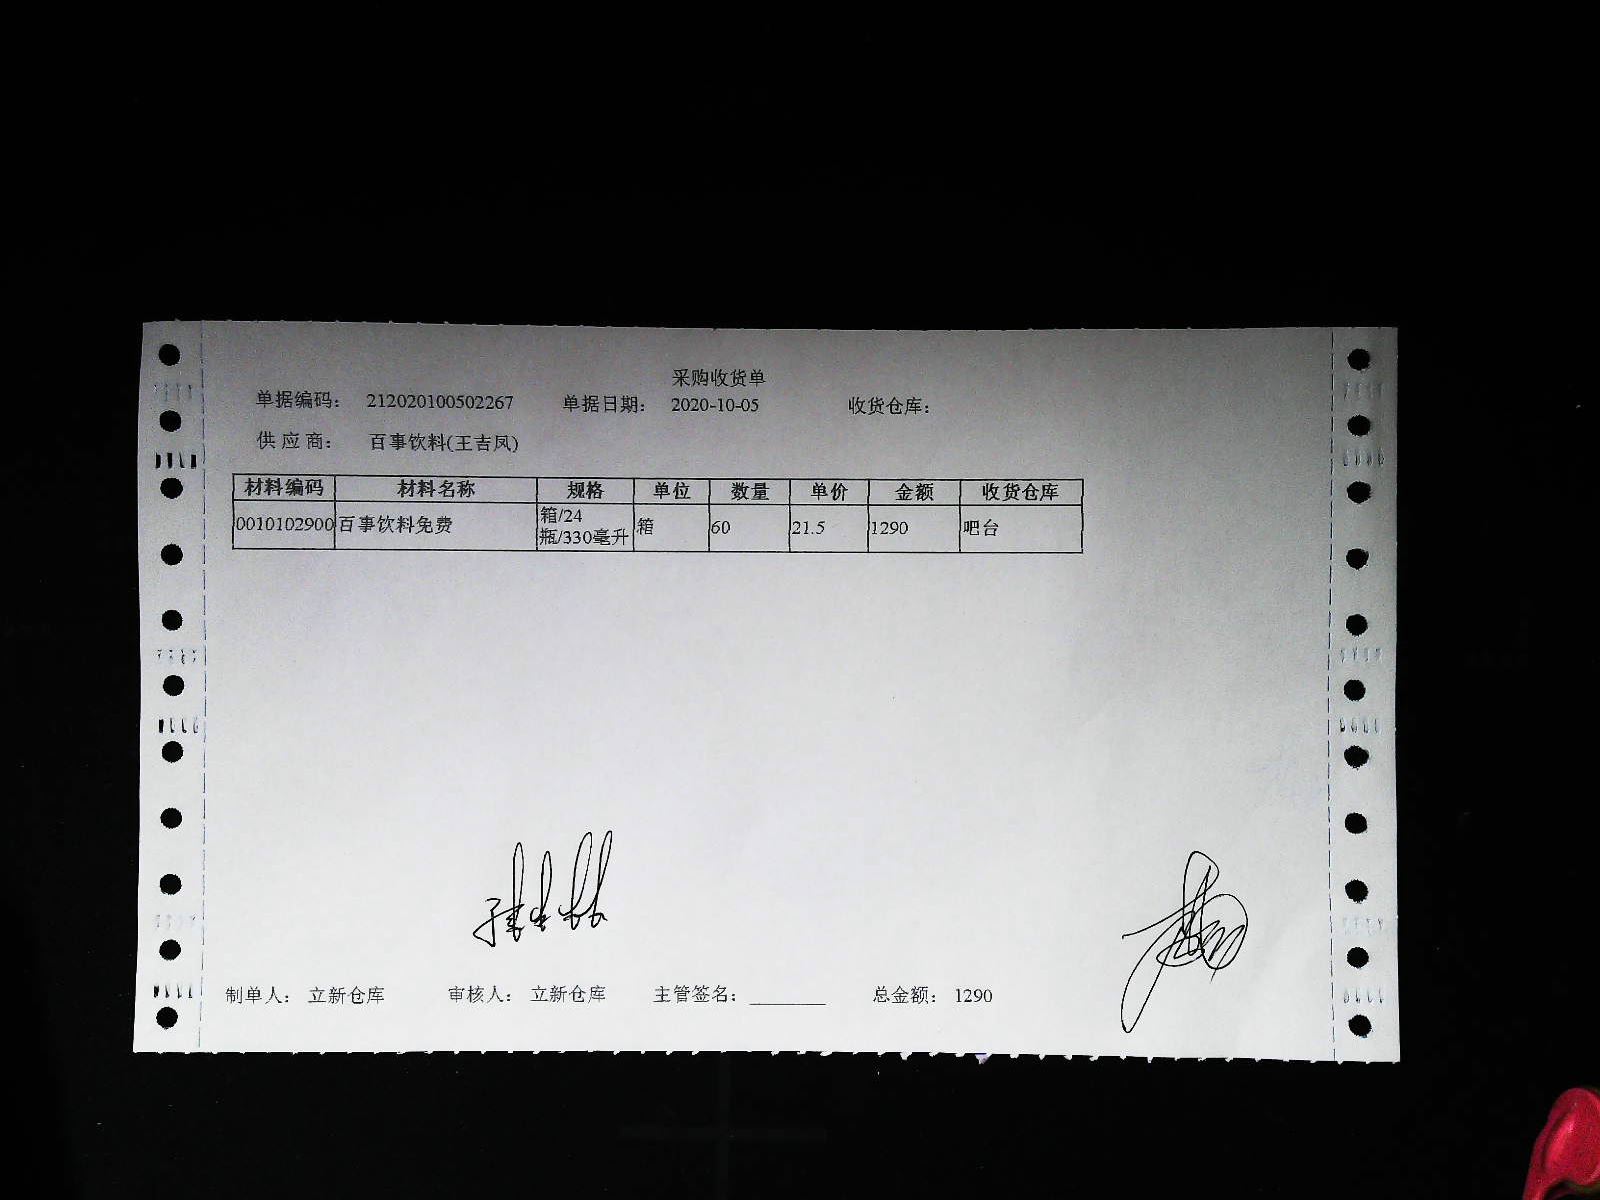 采购收货单
单据编码： 212020100502267 单据日期： 2020-10-05 收货仓库：
供应商： 百事饮料(王吉凤)
材料编码 材料名称 规格 单位 数量 单价 金额 收货仓库
0010102900 百事饮料免费 箱/24瓶/330毫升 箱 60 21.5 1290 吧台
制单人： 立新仓库 审核人： 立新仓库 主管签名： ________ 总金额： 1290